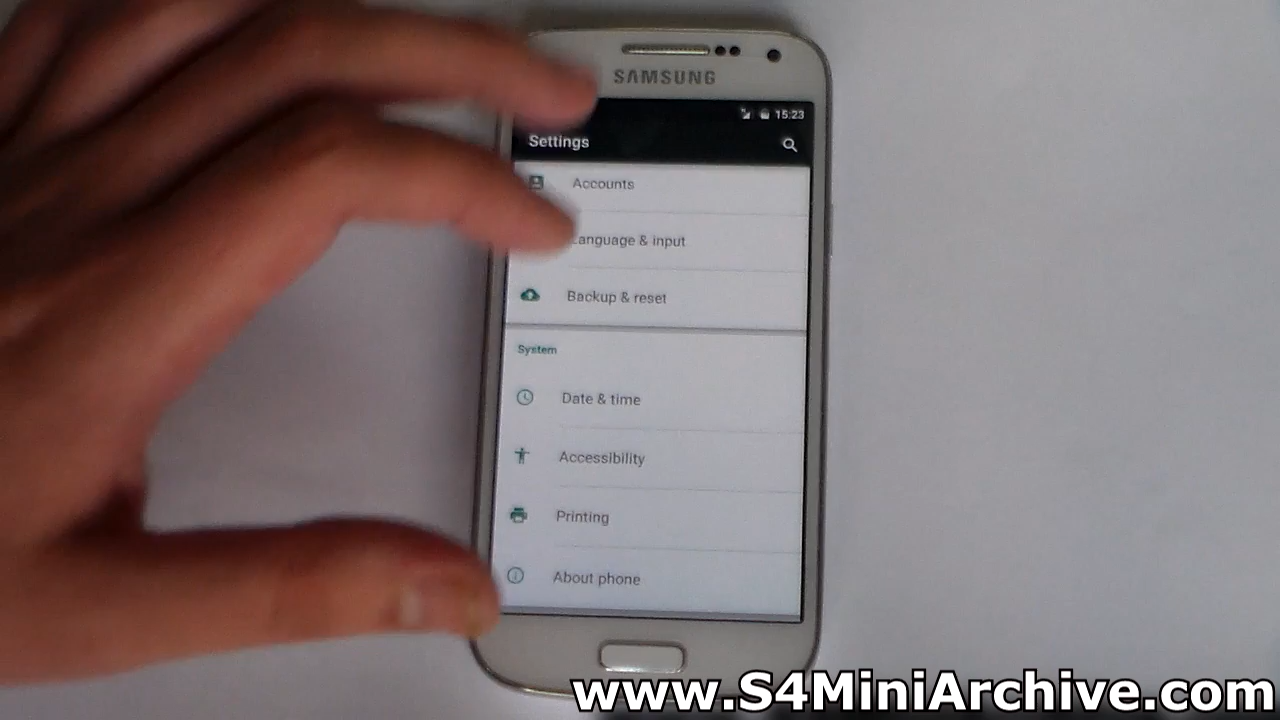 SAMSUNG
15:23
Settings
Accounts
Language & input
Backup & reset
System
Date & time
Accessibility
Printing
About phone
www.S4MiniArchive.com